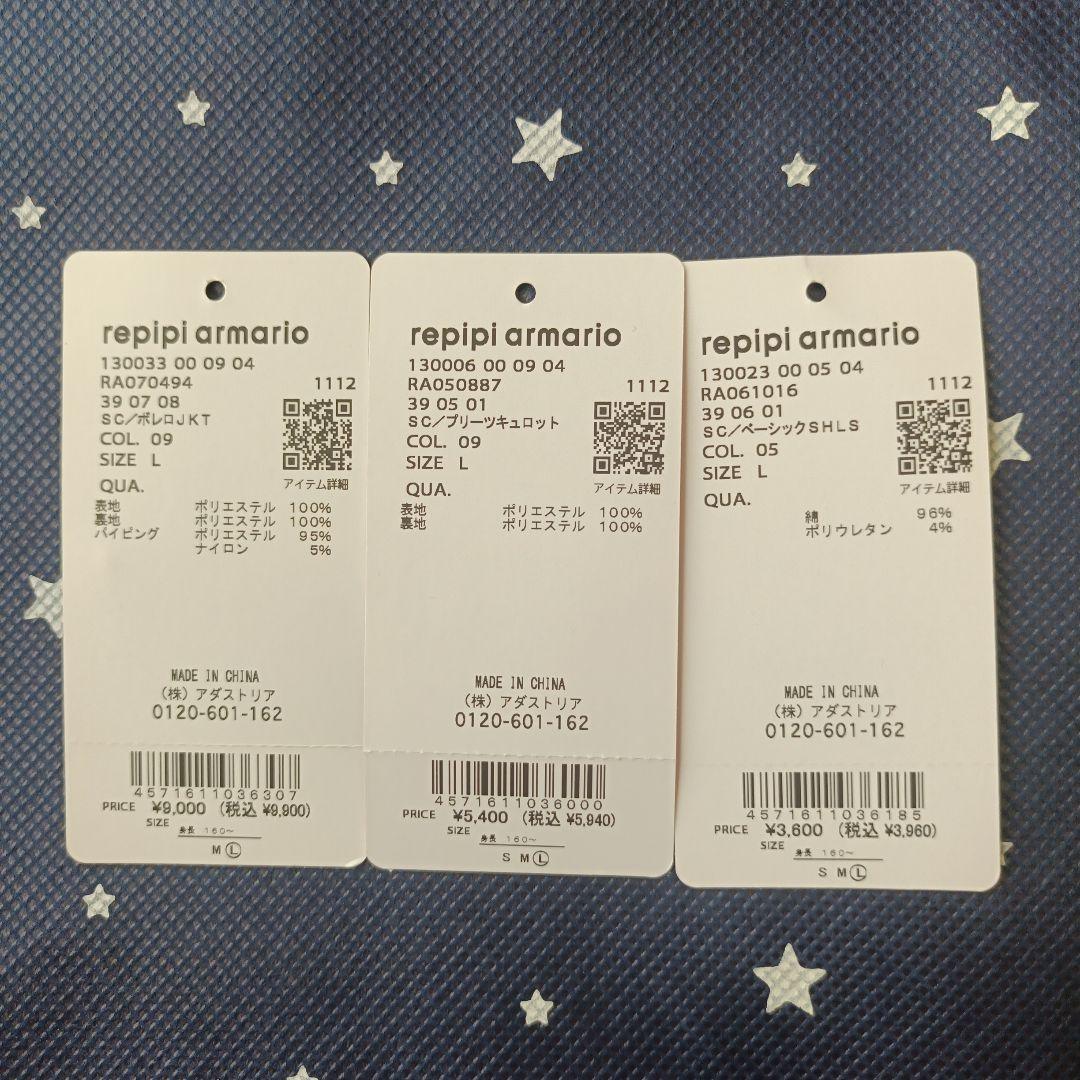 repipi armario
130033 00 09 04
RA070494 1112
39 07 08
SC/ボレロJKT
COL. 09
SIZE L
アイテム詳細
QUA.
表地 ポリエステル 100%
裏地 ポリエステル 100%
パイピング ポリエステル 95%
ナイロン 5%
MADE IN CHINA
(株) アダストリア
0120-601-162
4571611036307
PRICE ¥9,000 (税込 ¥9,900)
SIZE
身長 160~
M L
repipi armario
130006 00 09 04
RA050887 1112
39 05 01
SC/プリーツキュロット
COL. 09
SIZE L
アイテム詳細
QUA.
表地 ポリエステル 100%
裏地 ポリエステル 100%
MADE IN CHINA
(株) アダストリア
0120-601-162
4571611036000
PRICE ¥5,400 (税込 ¥5,940)
SIZE
身長 160~
S M L
repipi armario
130023 00 05 04
RA061016 1112
39 06 01
SC/ベーシックSHLS
COL. 05
SIZE L
アイテム詳細
QUA.
綿 96%
ポリウレタン 4%
MADE IN CHINA
(株) アダストリア
0120-601-162
4571611036185
PRICE ¥3,600 (税込 ¥3,960)
SIZE
身長 160~
S M L